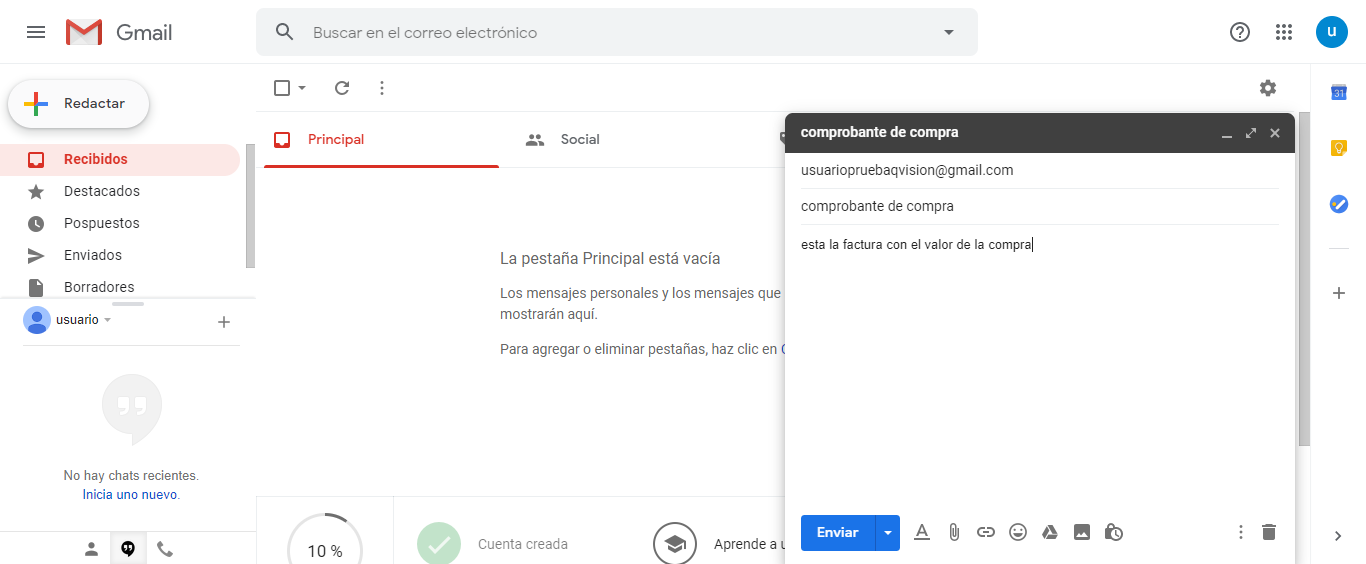 Gmail
Buscar en el correo electrónico
u
Redactar
Recibidos
Destacados
Pospuestos
Enviados
Borradores
usuario
No hay chats recientes.
Inicia uno nuevo.
Principal
Social
La pestaña Principal está vacía
Los mensajes personales y los mensajes que
mostrarán aquí.
Para agregar o eliminar pestañas, haz clic en
10 %
Cuenta creada
Aprende a u
comprobante de compra
usuariopruebaqvision@gmail.com
comprobante de compra
esta la factura con el valor de la compra
Enviar
31